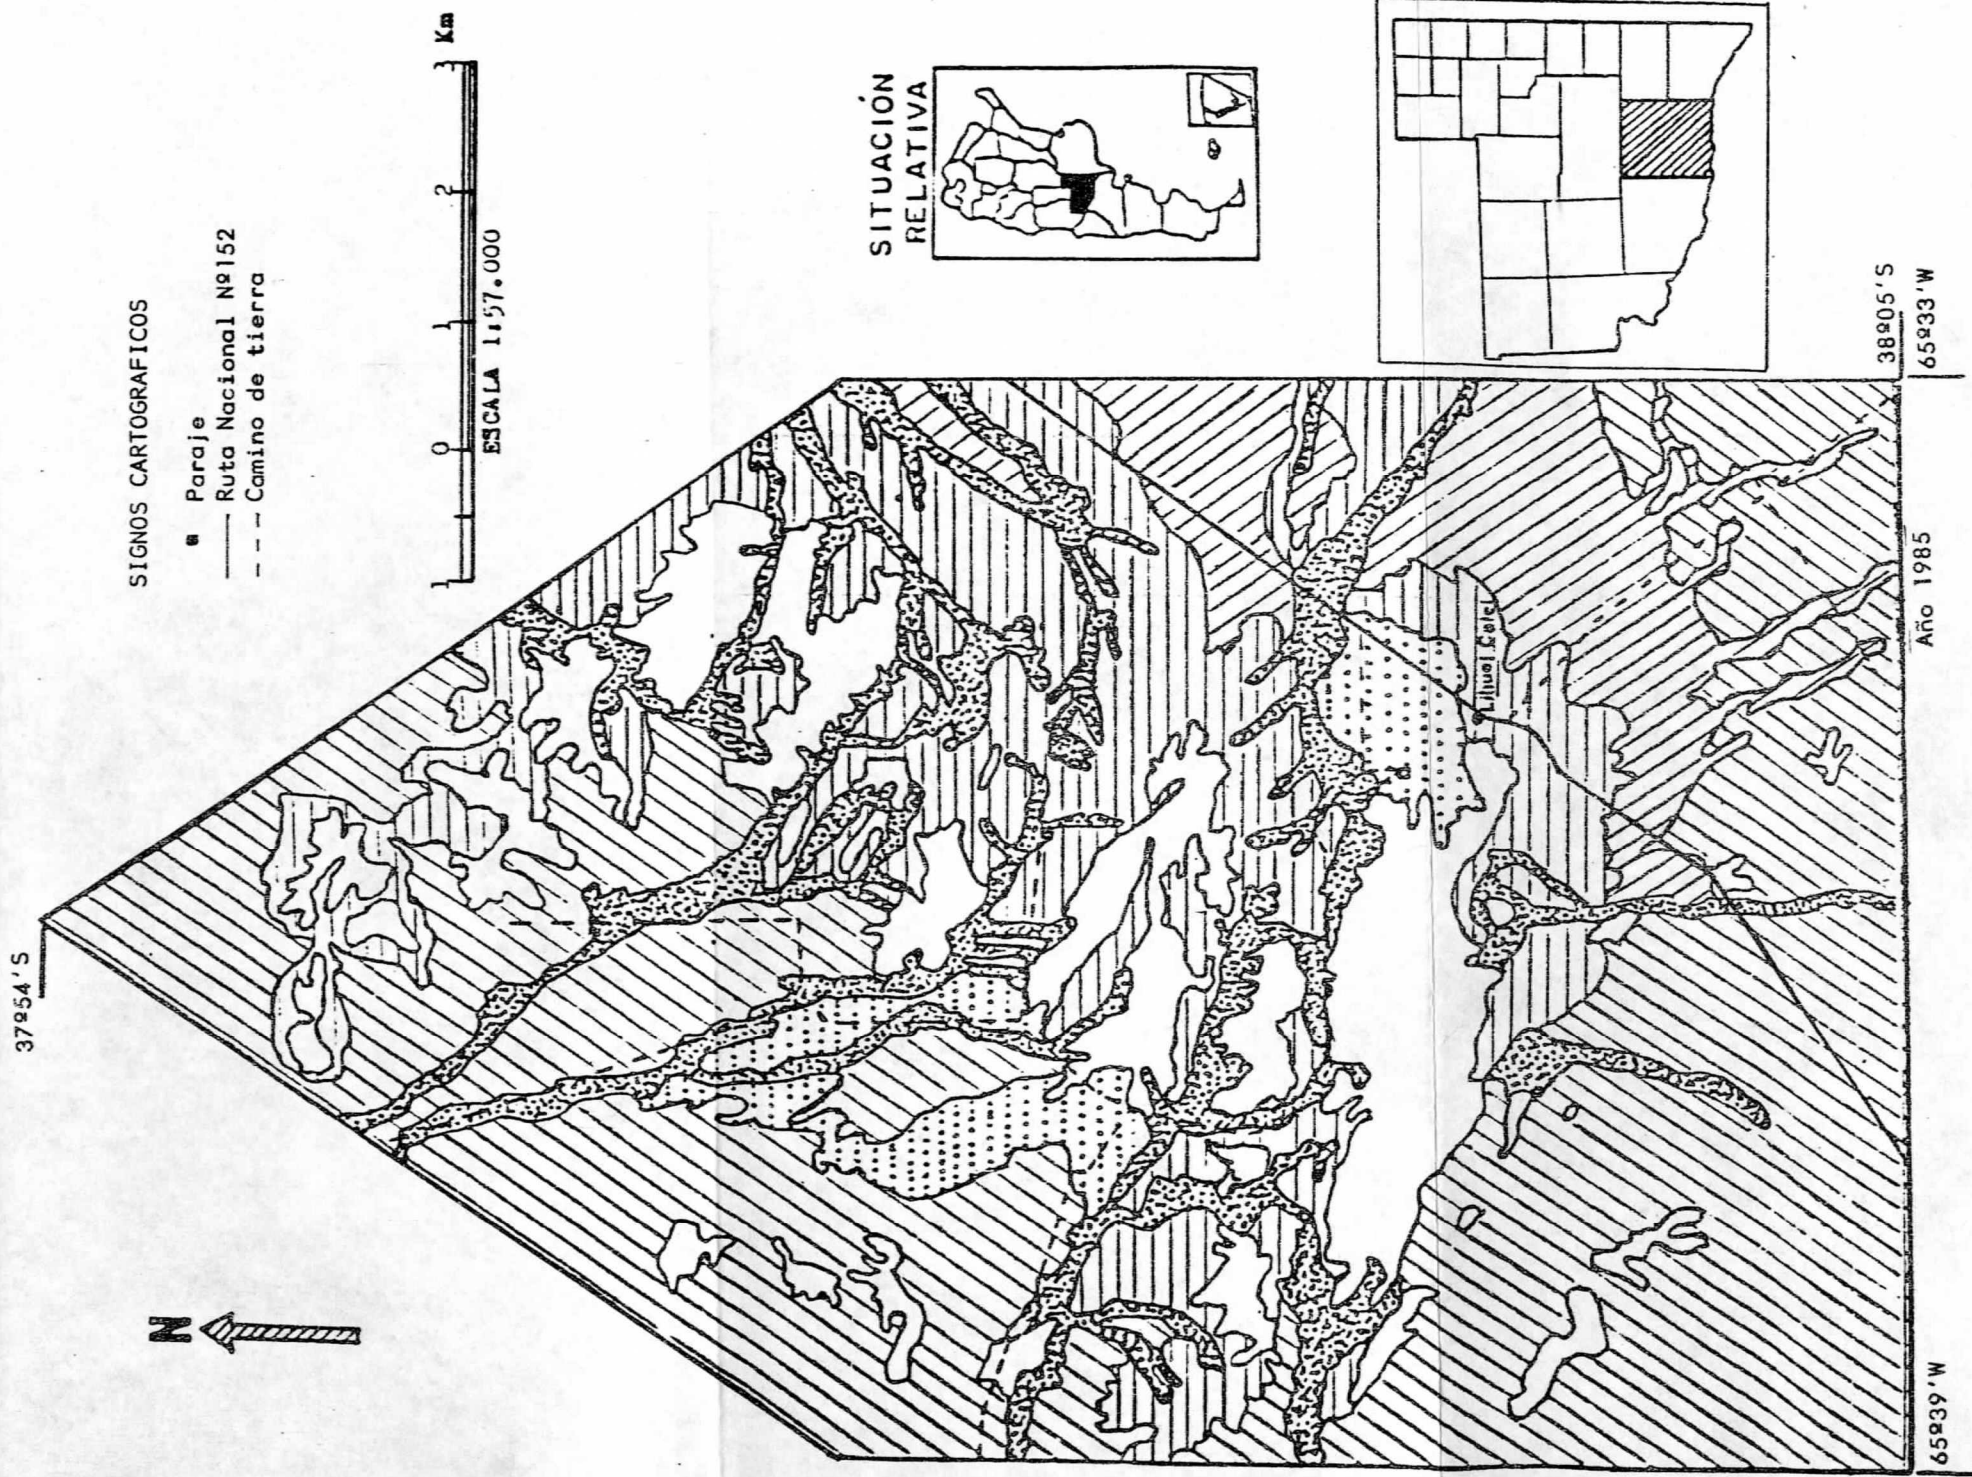 SIGNOS CARTOGRAFICOS
Paraje
Ruta Nacional Nº152
Camino de tierra
1 0 1 2 3 Km
ESCALA 1:57.000
SITUACIÓN
RELATIVA
N
37º54'S
Lihuel Calel
38º05'S
65º33'W
Año 1985
65º39'W